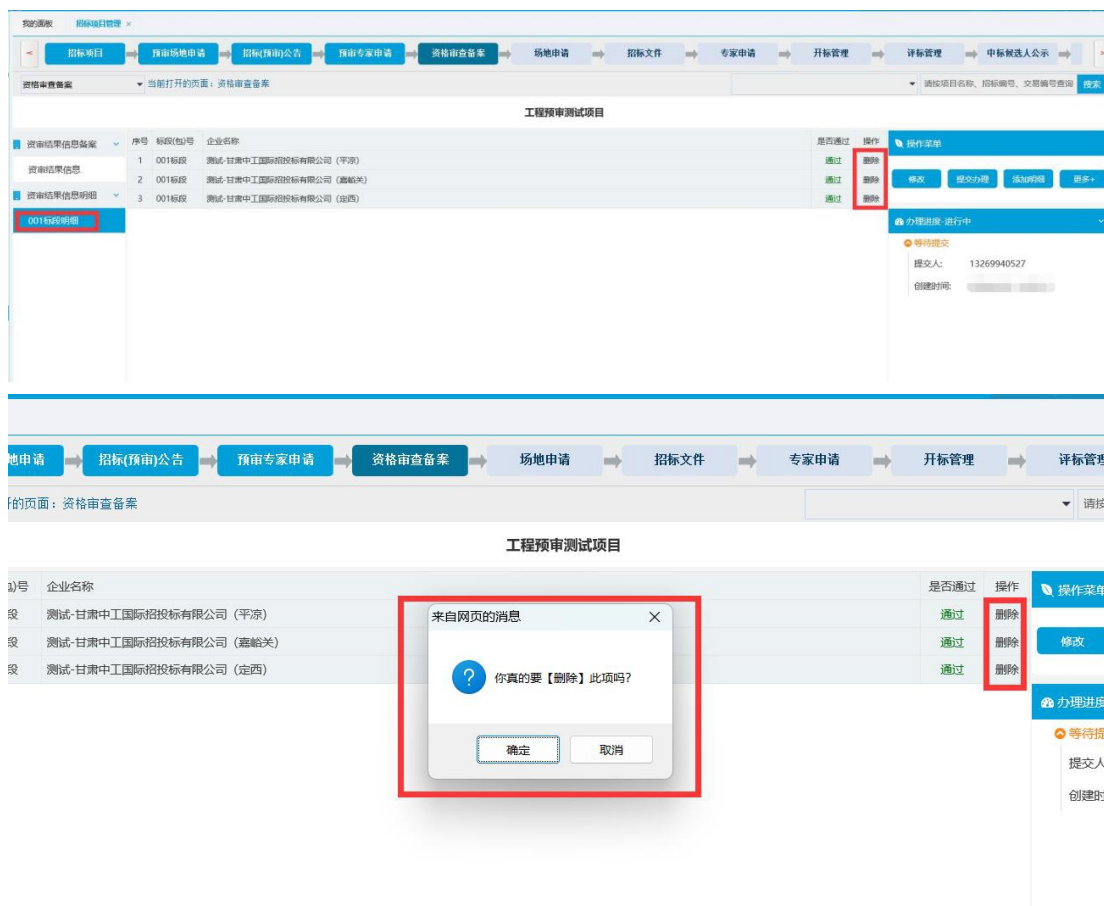 我的面板 招标项目管理 ×
< 招标项目 预审场地申请 招标(预审)公告 预审专家申请 资格审查备案 场地申请 招标文件 专家申请 开标管理 评标管理 中标候选人公示
资格审查备案 当前打开的页面：资格审查备案 请按项目名称、招标编号、交易编号查询 搜索
工程预审测试项目
资审结果信息备案
资审结果信息
资审结果信息明细
001标段明细
序号 标段(包)号 企业名称 是否通过 操作
1 001标段 测试-甘肃中工国际招投标有限公司（平凉） 通过 删除
2 001标段 测试-甘肃中工国际招投标有限公司（嘉峪关） 通过 删除
3 001标段 测试-甘肃中工国际招投标有限公司（定西） 通过 删除
操作菜单
修改 提交办理 添加明细 更多+
办理进度-进行中
等待提交
提交人: 13269940527
创建时间:
地申请 招标(预审)公告 预审专家申请 资格审查备案 场地申请 招标文件 专家申请 开标管理 评标管理
的页面：资格审查备案 请按
工程预审测试项目
)号 企业名称 是否通过 操作
段 测试-甘肃中工国际招投标有限公司（平凉） 通过 删除
段 测试-甘肃中工国际招投标有限公司（嘉峪关） 通过 删除
段 测试-甘肃中工国际招投标有限公司（定西） 通过 删除
来自网页的消息
你真的要【删除】此项吗?
确定 取消
操作菜单
修改
办理进度
等待提
提交人
创建时